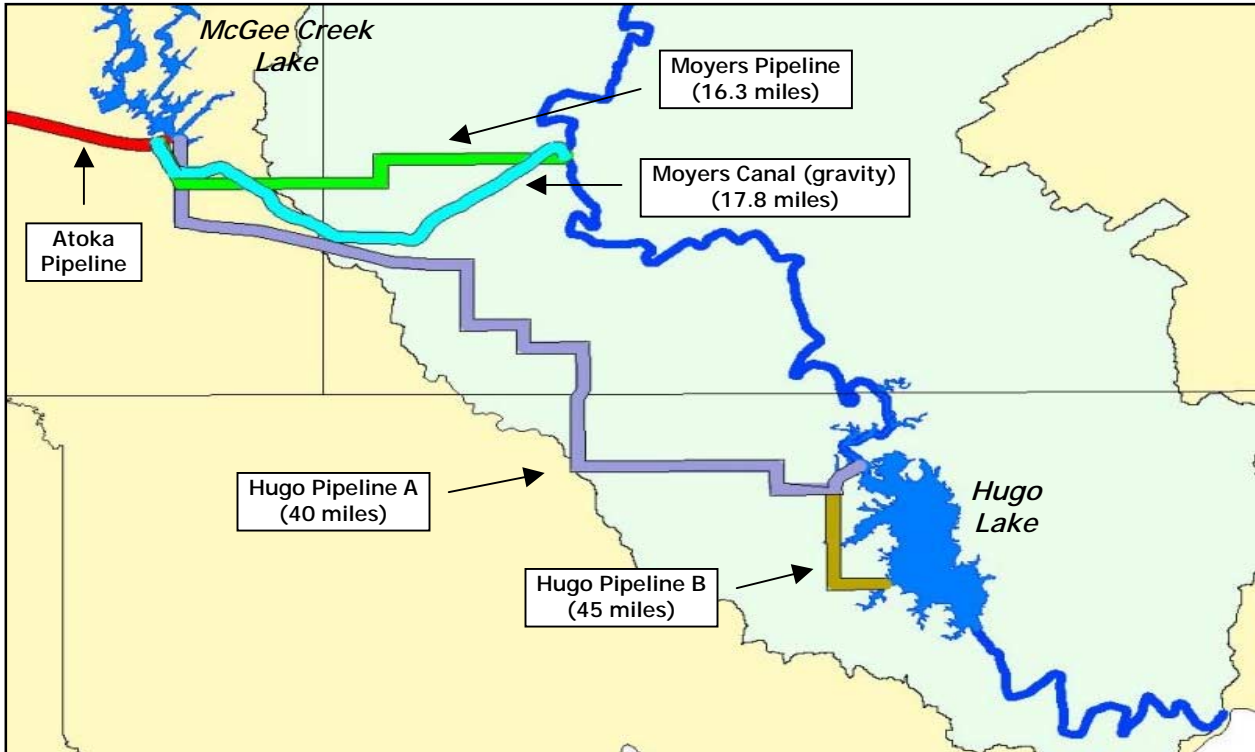 McGee Creek
Lake
Moyers Pipeline
(16.3 miles)
Moyers Canal (gravity)
(17.8 miles)
Atoka
Pipeline
Hugo Pipeline A
(40 miles)
Hugo
Lake
Hugo Pipeline B
(45 miles)